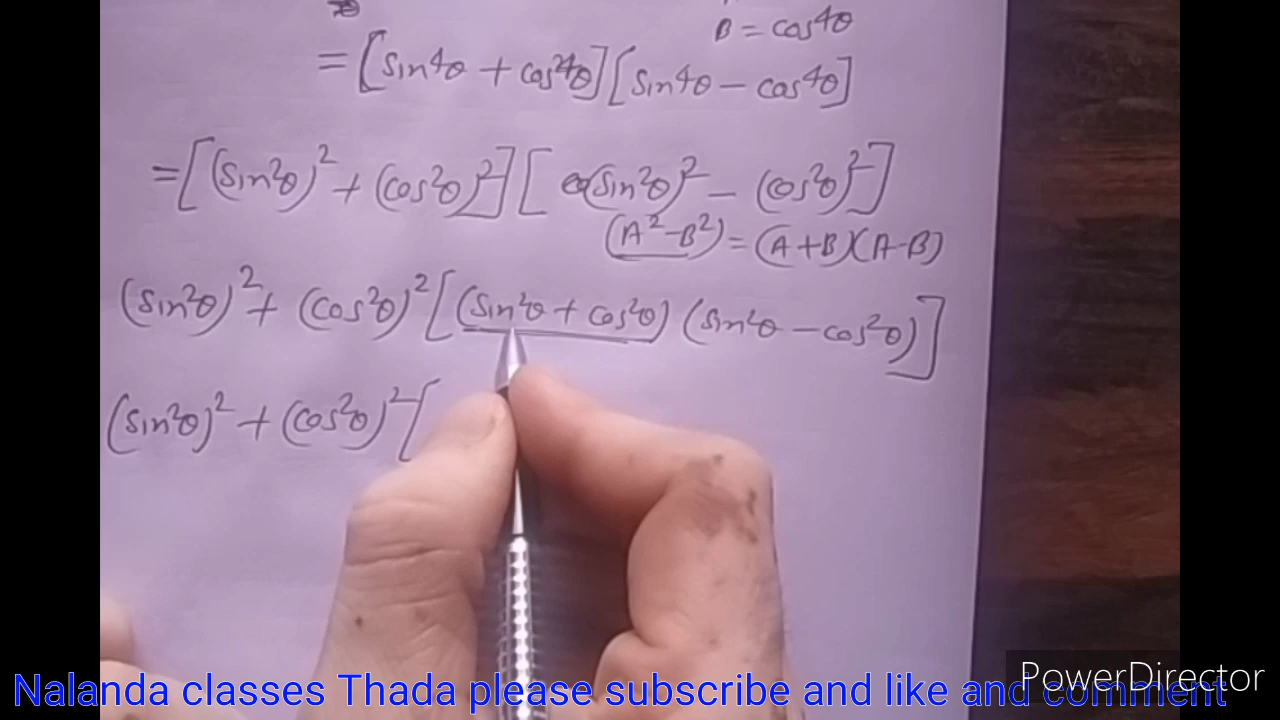 B = cos⁴θ
= [sin⁴θ + cos⁴θ][sin⁴θ − cos⁴θ]
= [(sin²θ)² + (cos²θ)²][(sin²θ)² − (cos²θ)²]
(A² − B²) = (A + B)(A − B)
(sin²θ)² + (cos²θ)² [(sin²θ + cos²θ) (sin²θ − cos²θ)]
(sin²θ)² + (cos²θ)² [
PowerDirector
Nalanda classes Thada please subscribe and like and comment